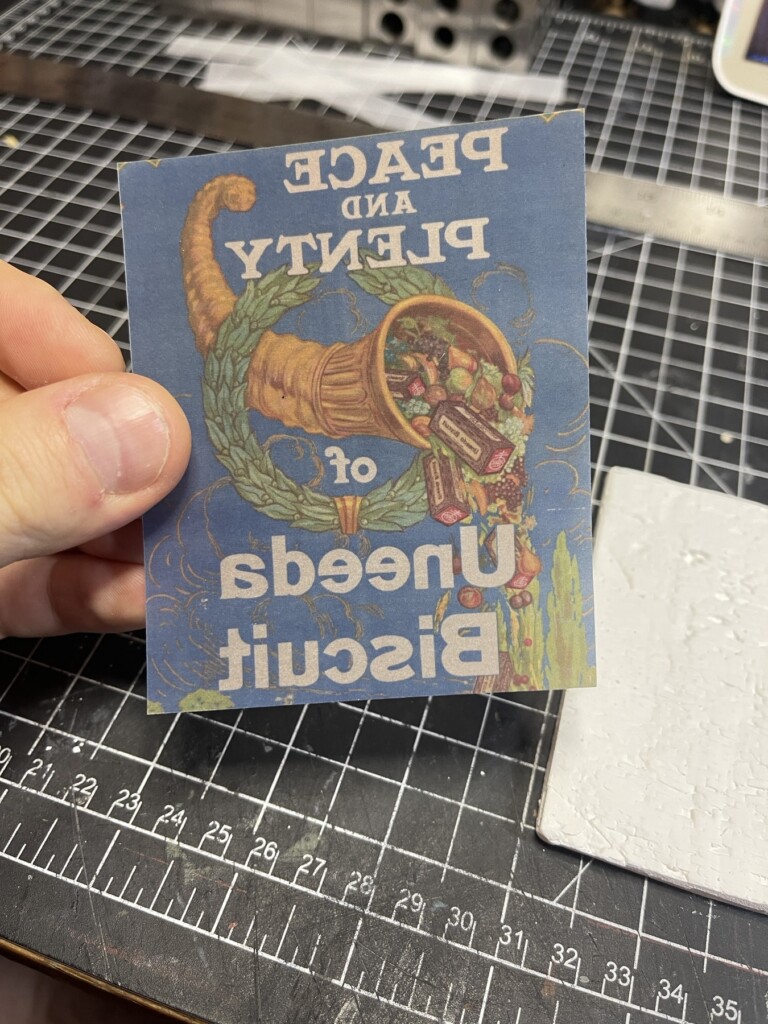 PEACE
AND
PLENTY
of
Uneeda
Biscuit
21 22 23 24 25 26 27 28 29 30 31 32 33 34 35